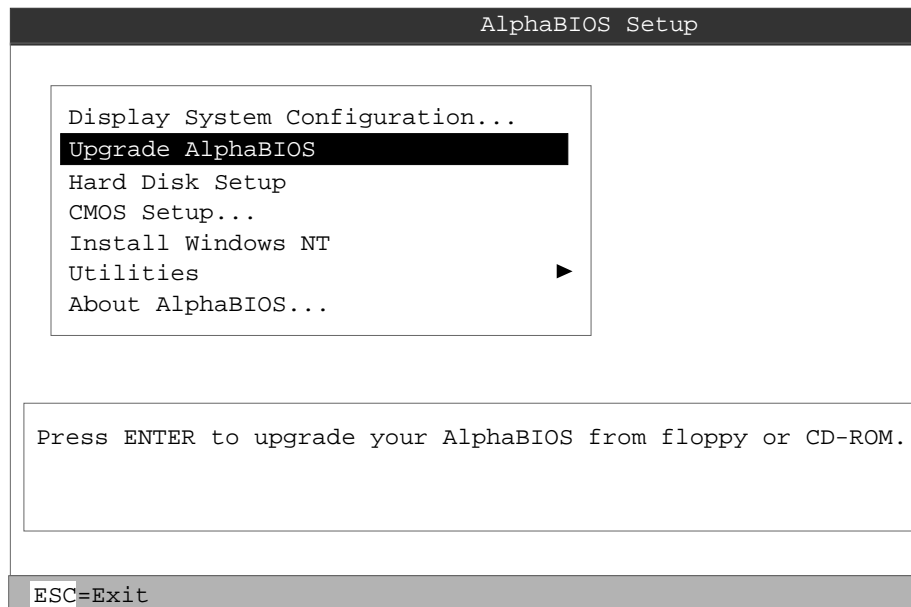 AlphaBIOS Setup
Display System Configuration...
Upgrade AlphaBIOS
Hard Disk Setup
CMOS Setup...
Install Windows NT
Utilities
About AlphaBIOS...
Press ENTER to upgrade your AlphaBIOS from floppy or CD-ROM.
ESC=Exit